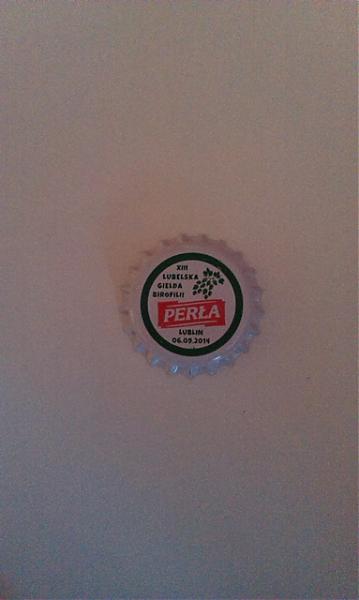 XIII
LUBELSKA
GIEŁDA
BIROFILII
PERŁA
LUBLIN
06.09.2014